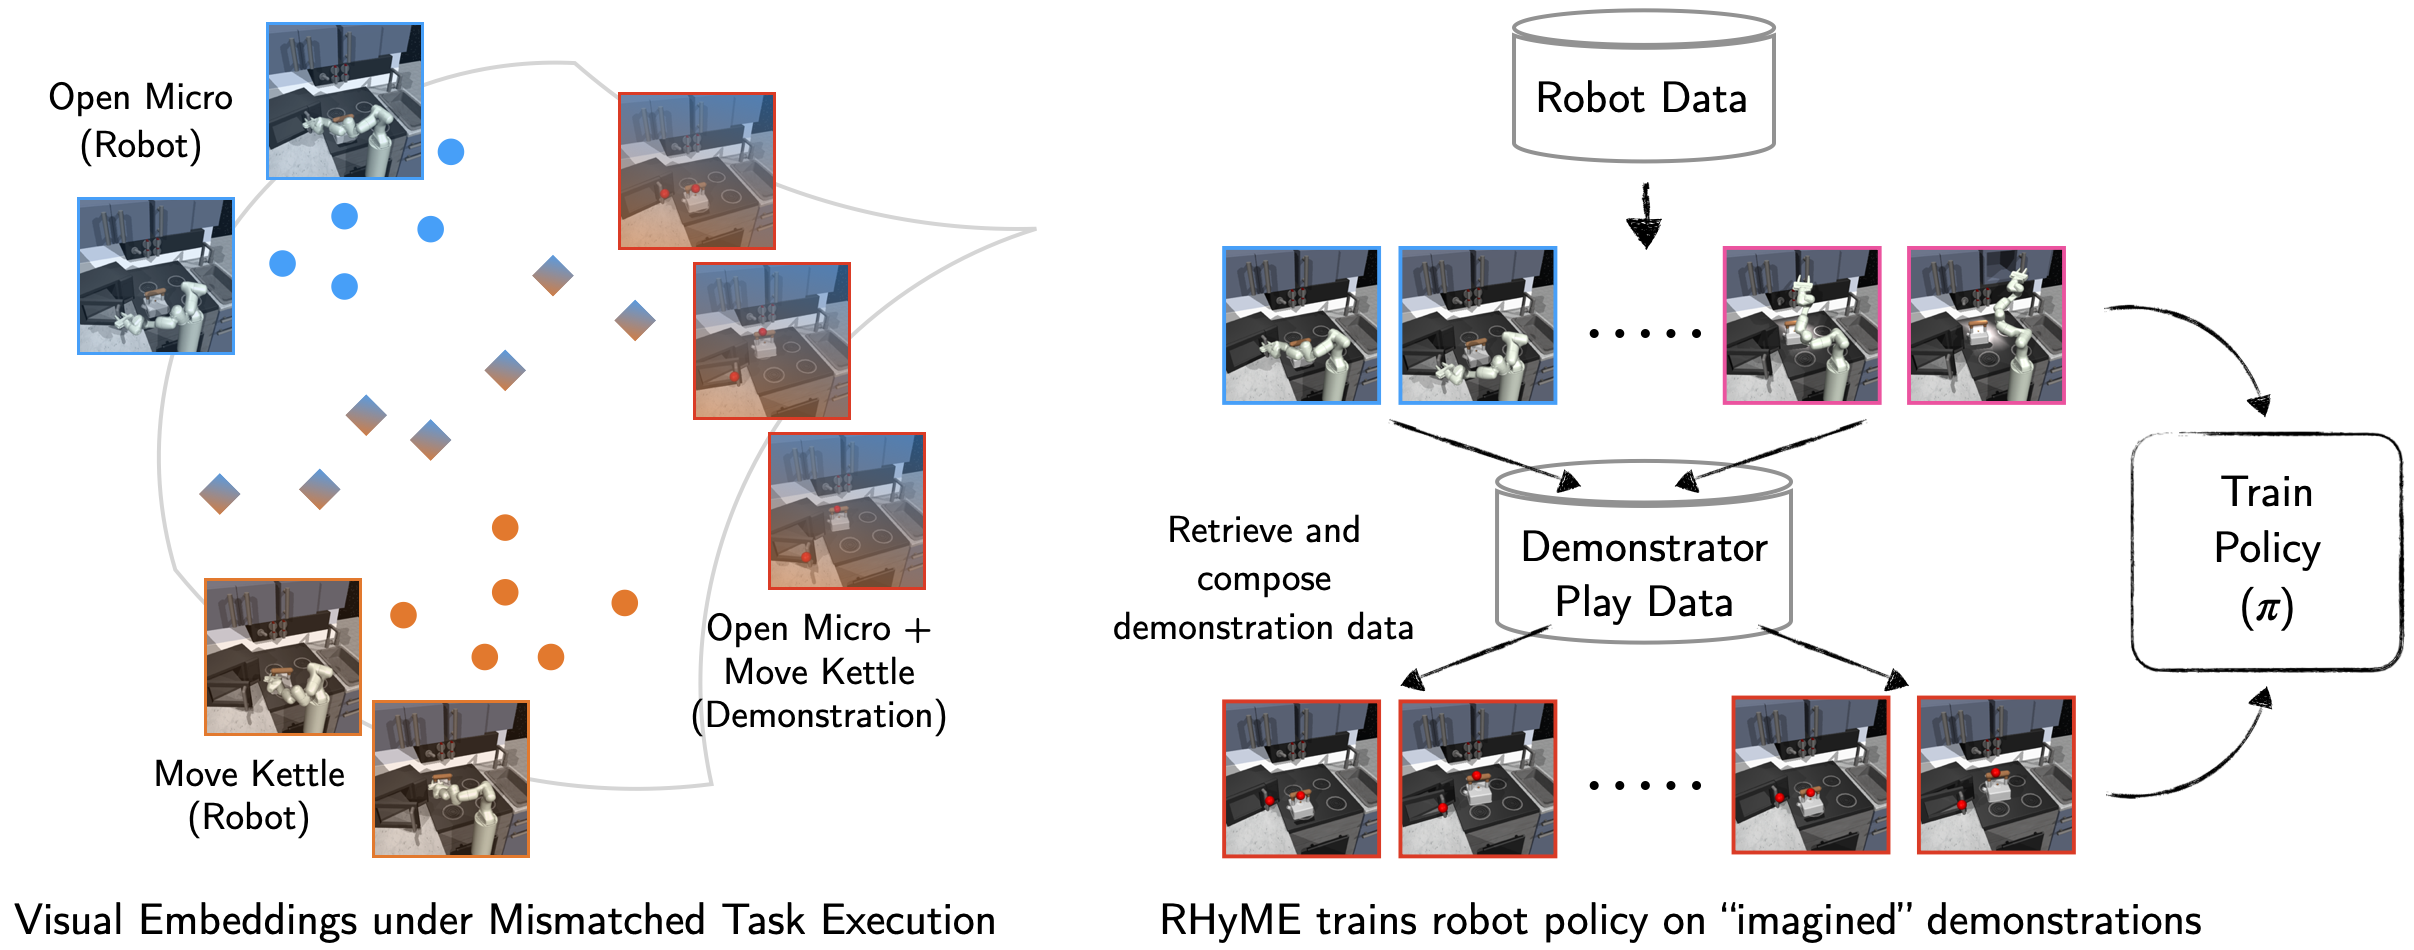 Open Micro
(Robot)
Open Micro +
Move Kettle
(Demonstration)
Move Kettle
(Robot)
Visual Embeddings under Mismatched Task Execution
Robot Data
Retrieve and
compose
demonstration data
Demonstrator
Play Data
Train
Policy
(π)
RHyME trains robot policy on “imagined” demonstrations